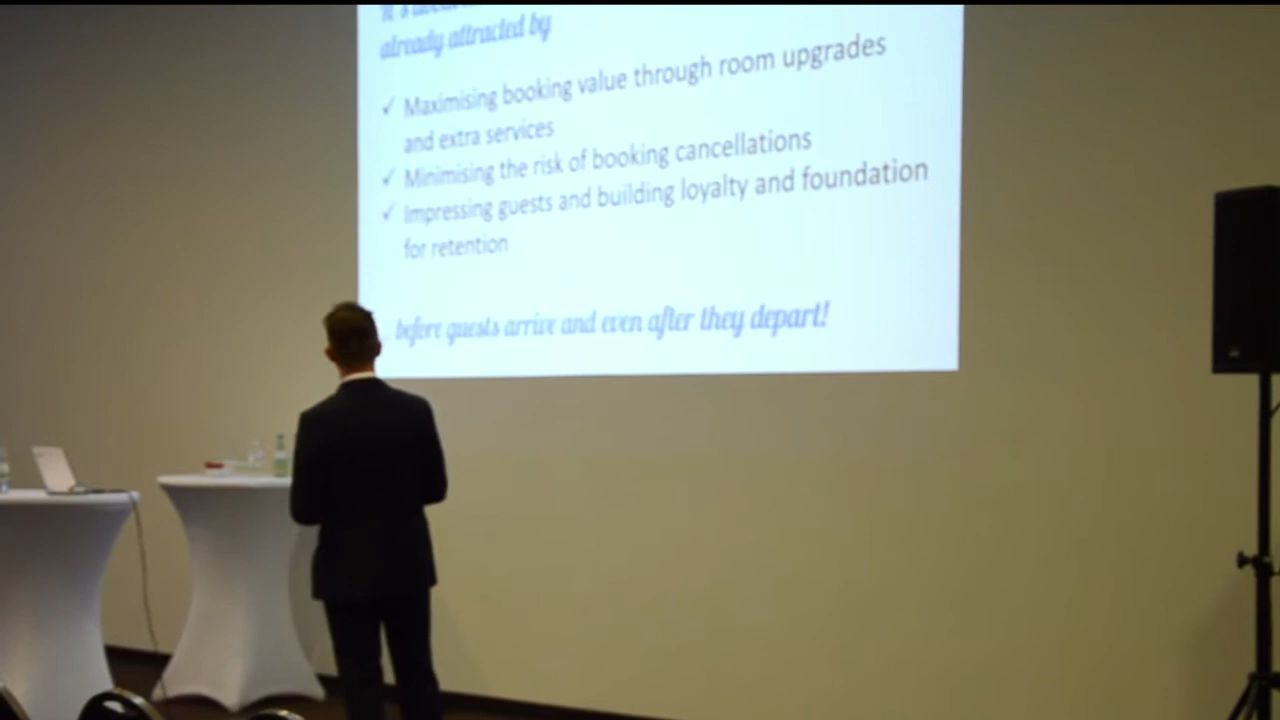 already attracted by
✓ Maximising booking value through room upgrades
and extra services
✓ Minimising the risk of booking cancellations
✓ Impressing guests and building loyalty and foundation
for retention
before guests arrive and even after they depart!